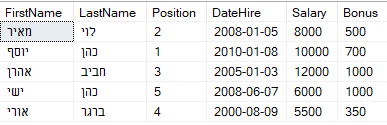 FirstName LastName Position DateHire Salary Bonus
מאיר לוי 2 2008-01-05 8000 500
יוסף כהן 1 2010-01-08 10000 700
אהרן חביב 3 2005-01-03 12000 1000
ישי כהן 5 2008-06-07 6000 1000
אורי ברגר 4 2000-08-09 5500 350